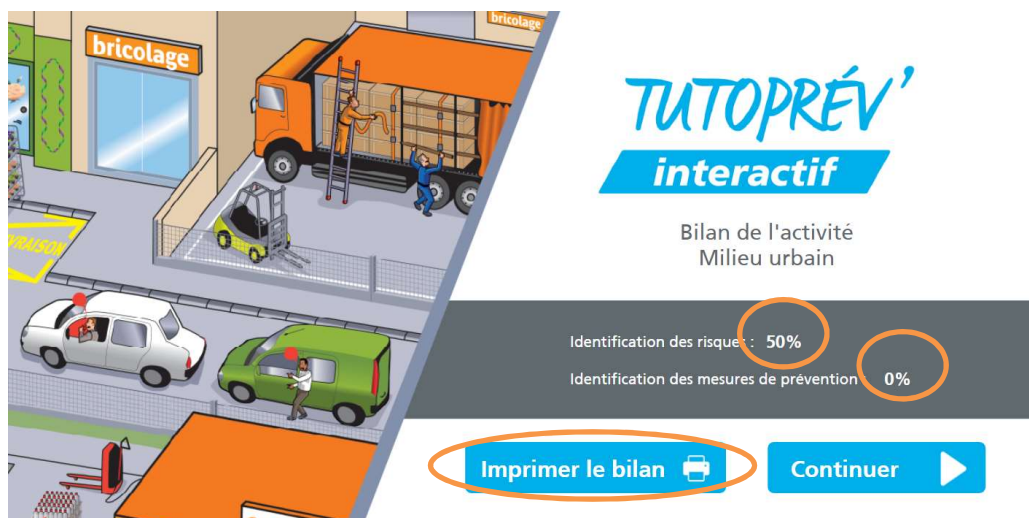 bricolage
bricolage
TUTOPRÉV'
interactif
Bilan de l'activité
Milieu urbain
LIVRAISON
Identification des risques : 50%
Identification des mesures de prévention : 0%
Imprimer le bilan
Continuer